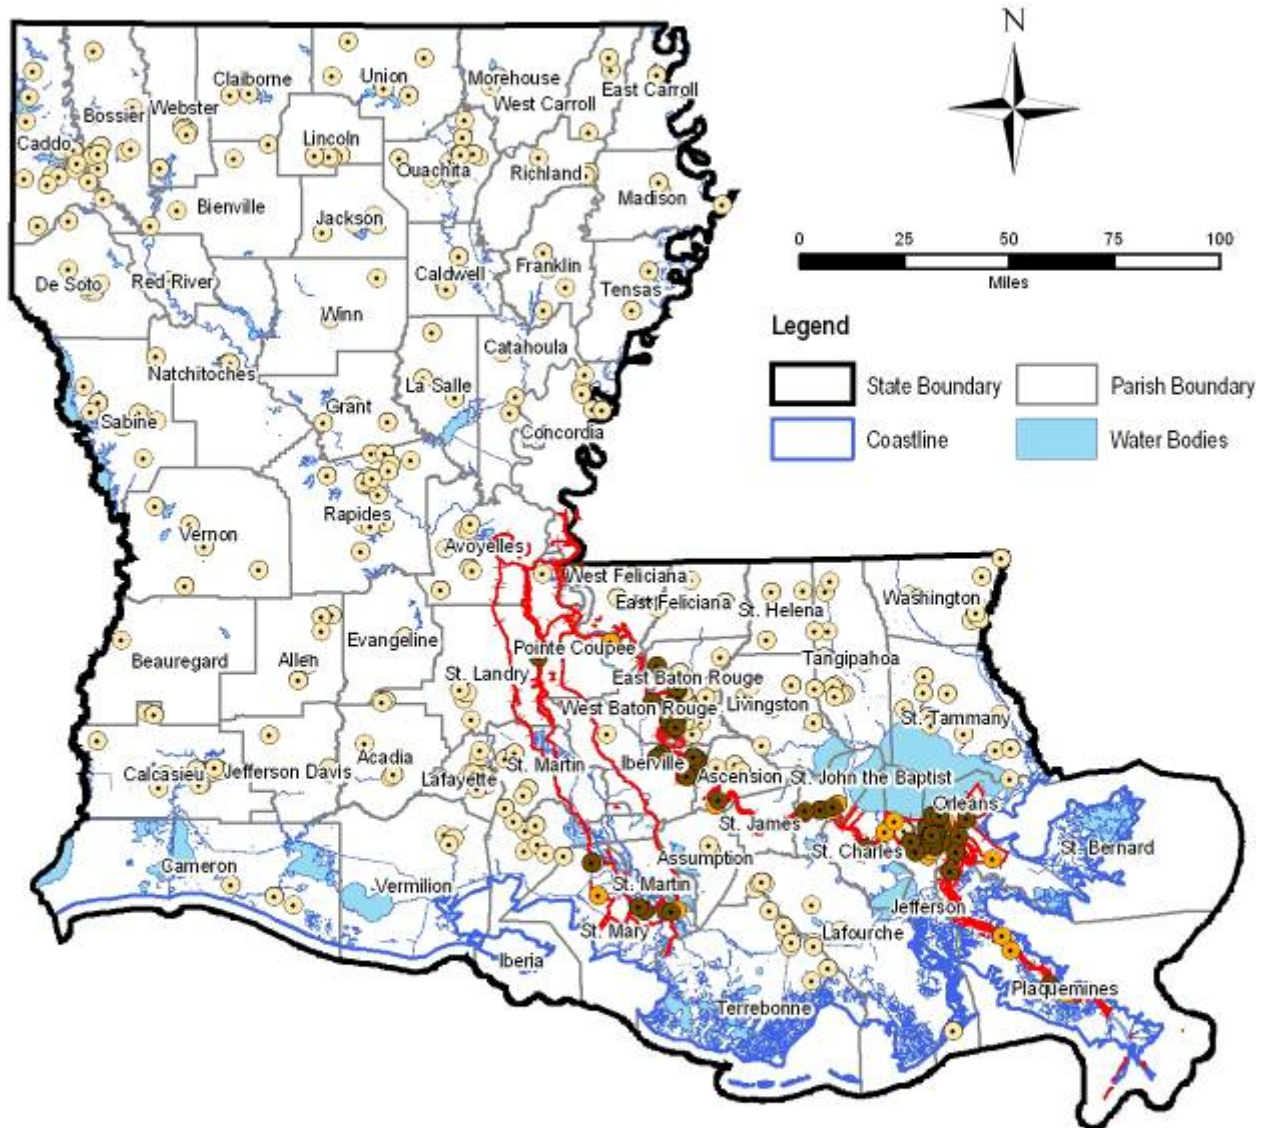 N
Claiborne
Union
Morehouse
East Carroll
West Carroll
Bossier
Webster
Caddo
Lincoln
Ouachita
Richland
Madison
Bienville
Jackson
0 25 50 75 100
Miles
De Soto
Red River
Caldwell
Franklin
Tensas
Winn
Legend
Natchitoches
Catahoula
La Salle
State Boundary
Parish Boundary
Sabine
Grant
Concordia
Coastline
Water Bodies
Rapides
Vernon
Avoyelles
West Feliciana
East Feliciana
St. Helena
Washington
Evangeline
Beauregard
Allen
Pointe Coupee
Tangipahoa
St. Landry
East Baton Rouge
West Baton Rouge
Livingston
St. Tammany
Calcasieu
Jefferson Davis
Acadia
Lafayette
St. Martin
Iberville
Ascension
St. John the Baptist
Orleans
St. James
St. Charles
St. Bernard
Cameron
Vermilion
Assumption
St. Martin
Jefferson
St. Mary
Lafourche
Iberia
Plaquemines
Terrebonne